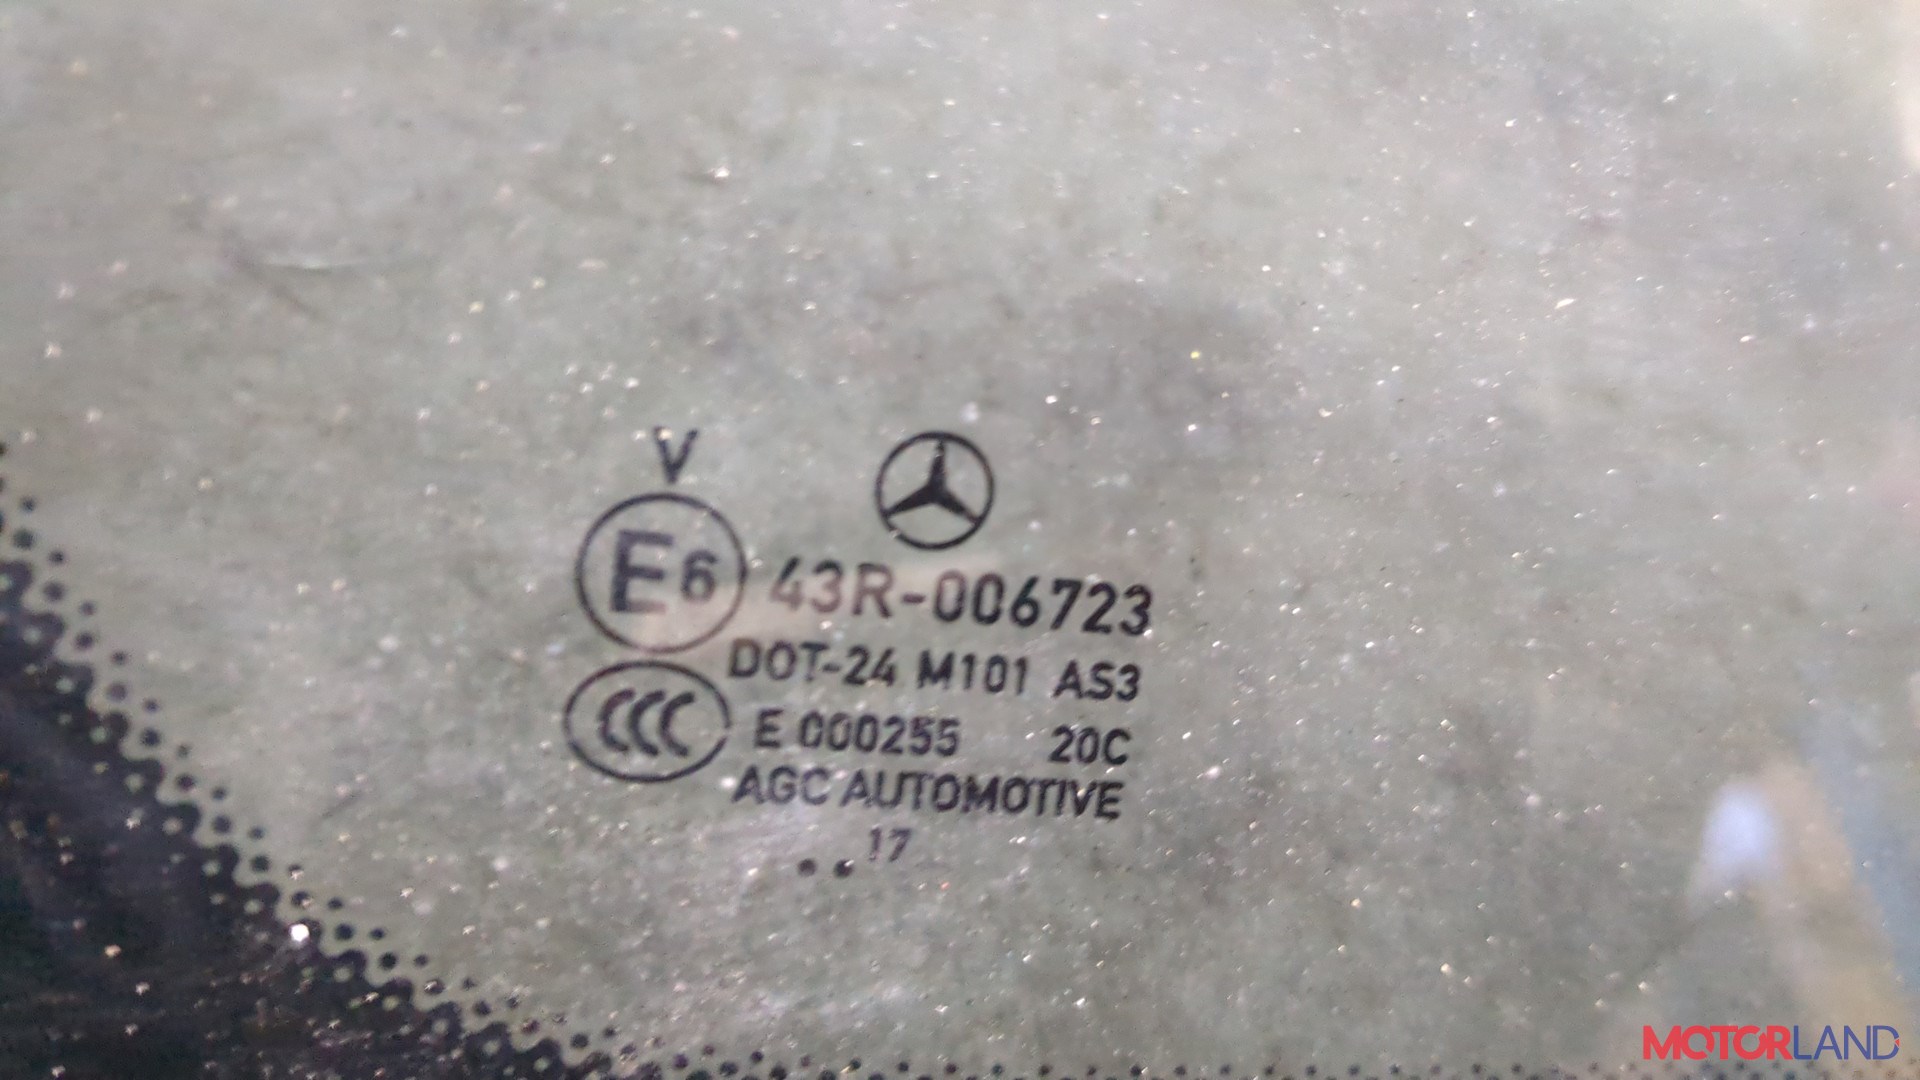 V
E6 43R-006723
DOT-24 M101 AS3
CCC E 000255 20C
AGC AUTOMOTIVE
.. 17
MOTORLAND